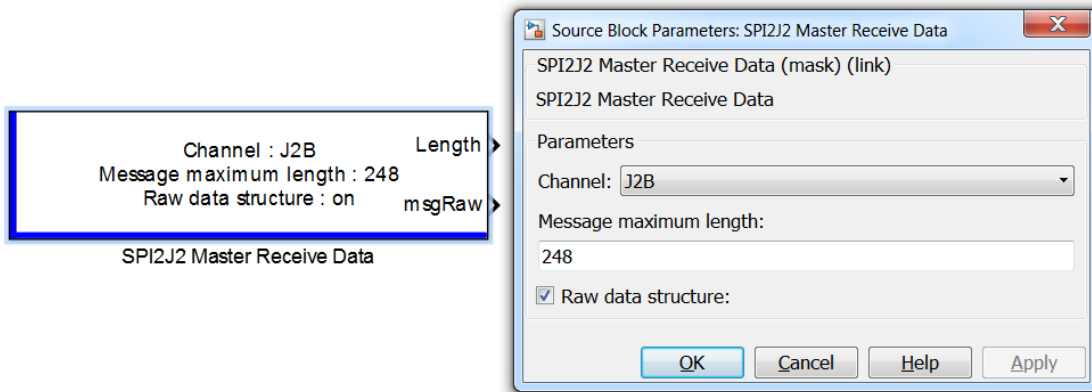 Channel : J2B
Message maximum length : 248
Raw data structure : on
Length
msgRaw
SPI2J2 Master Receive Data
Source Block Parameters: SPI2J2 Master Receive Data
SPI2J2 Master Receive Data (mask) (link)
SPI2J2 Master Receive Data
Parameters
Channel: J2B
Message maximum length:
248
Raw data structure:
OK Cancel Help Apply